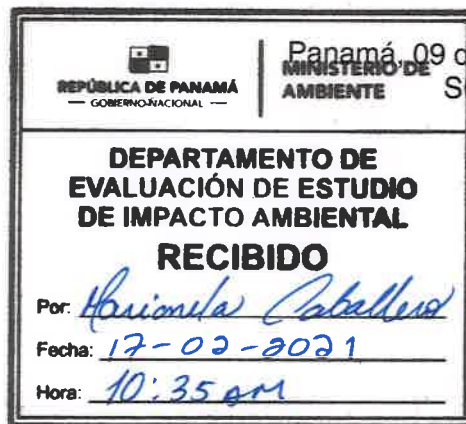 REPÚBLICA DE PANAMÁ
— GOBIERNO NACIONAL —
Panamá, 09 d
MINISTERIO DE
AMBIENTE
S
DEPARTAMENTO DE
EVALUACIÓN DE ESTUDIO
DE IMPACTO AMBIENTAL
RECIBIDO
Por: Marianela Caballero
Fecha: 17-02-2021
Hora: 10:35 am